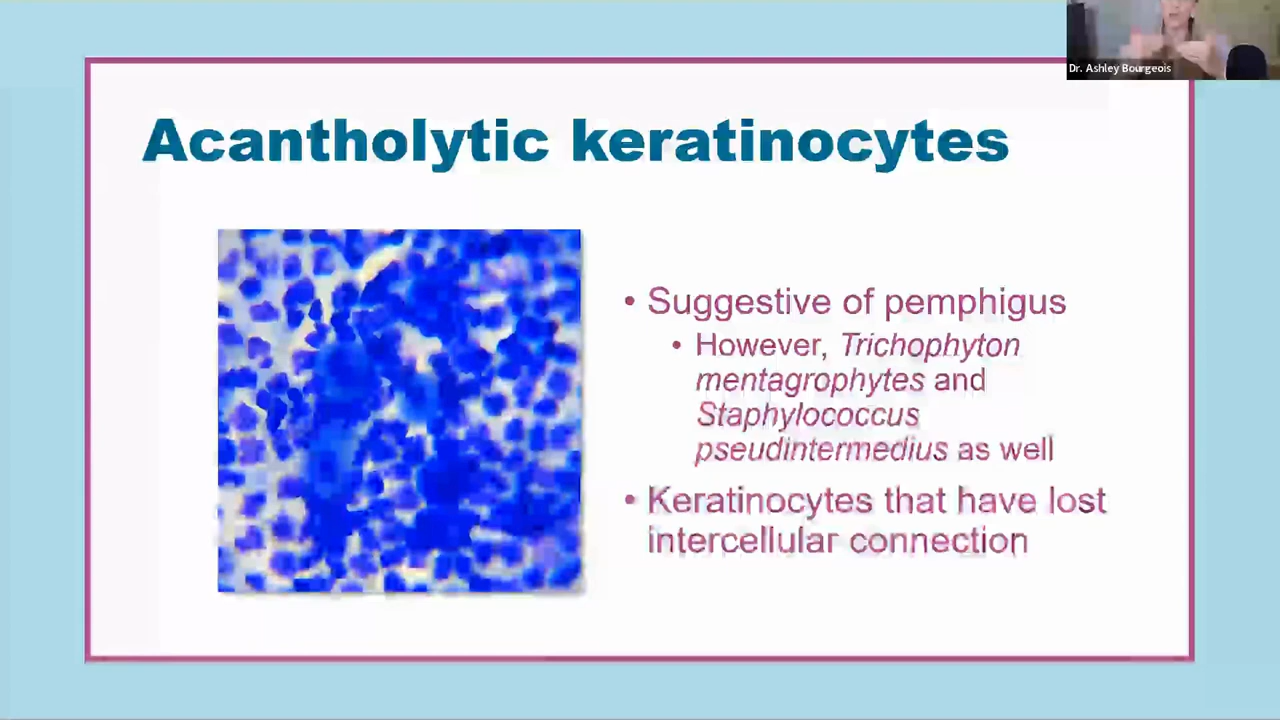 Dr. Ashley Bourgeois
Acantholytic keratinocytes
• Suggestive of pemphigus
• However, Trichophyton
mentagrophytes and
Staphylococcus
pseudintermedius as well
• Keratinocytes that have lost
intercellular connection